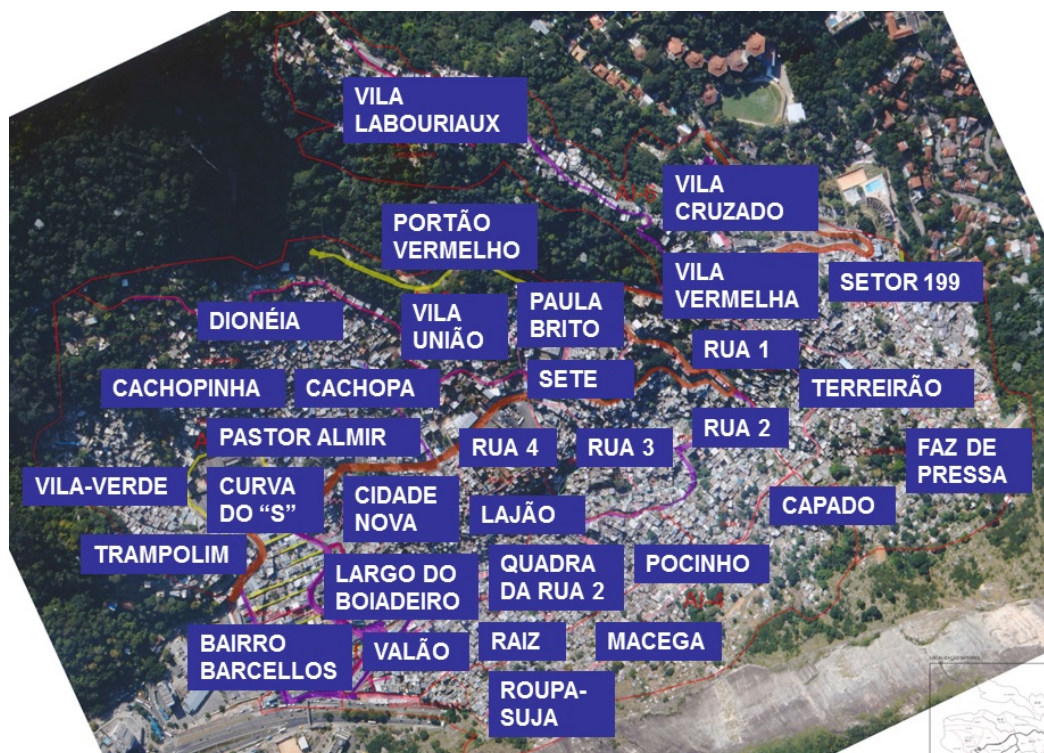 VILA
LABOURIAUX
VILA
CRUZADO
PORTÃO
VERMELHO
VILA
VERMELHA
SETOR 199
DIONÉIA
VILA
UNIÃO
PAULA
BRITO
RUA 1
CACHOPINHA
CACHOPA
SETE
TERREIRÃO
PASTOR ALMIR
RUA 4
RUA 3
RUA 2
FAZ DE
PRESSA
VILA-VERDE
CURVA
DO “S”
CIDADE
NOVA
LAJÃO
CAPADO
TRAMPOLIM
LARGO DO
BOIADEIRO
QUADRA
DA RUA 2
POCINHO
BAIRRO
BARCELLOS
VALÃO
RAIZ
MACEGA
ROUPA-
SUJA